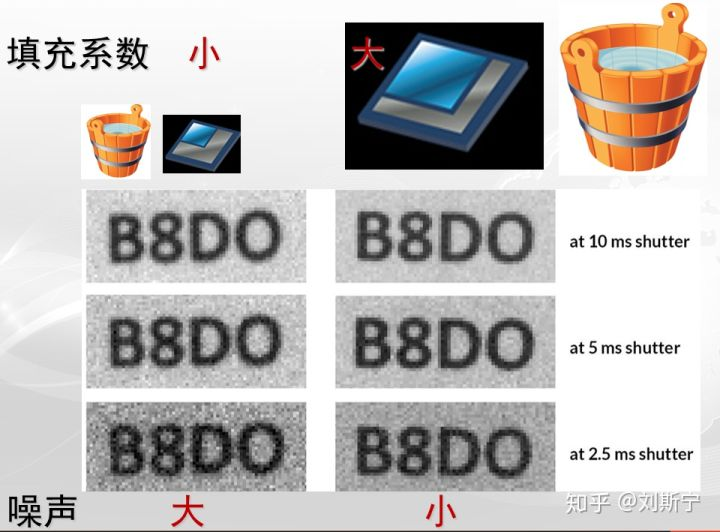 填充系数 小 大
B8DO B8DO at 10 ms shutter
B8DO B8DO at 5 ms shutter
B8DO B8DO at 2.5 ms shutter
知乎 @刘斯宁
噪声 大 小